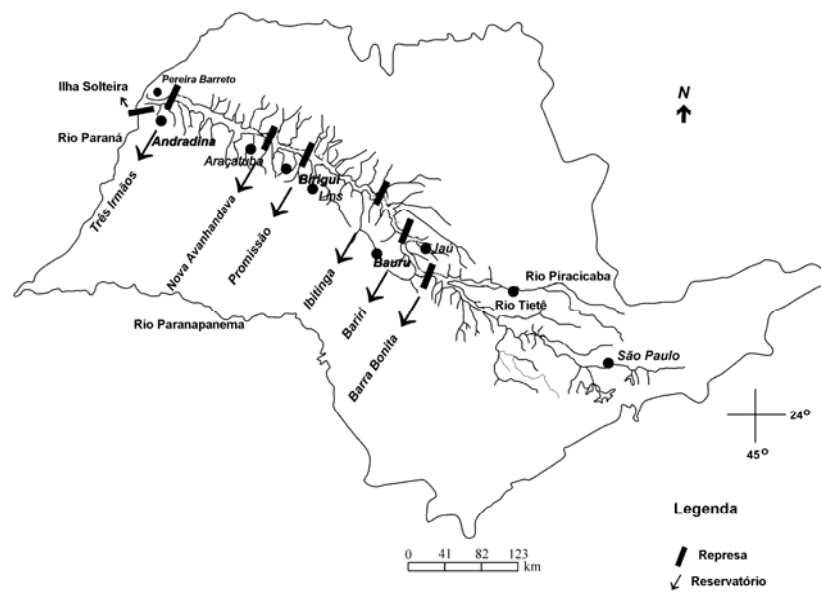 Pereira Barreto
Ilha Solteira
N
Rio Paraná
Andradina
Araçatuba
Birigui
Lins
Três Irmãos
Nova Avanhandava
Promissão
Ibitinga
Bauru
Jaú
Bariri
Barra Bonita
Rio Piracicaba
Rio Tietê
Rio Paranapanema
São Paulo
24°
45°
Legenda
Represa
Reservatório
0 41 82 123
km